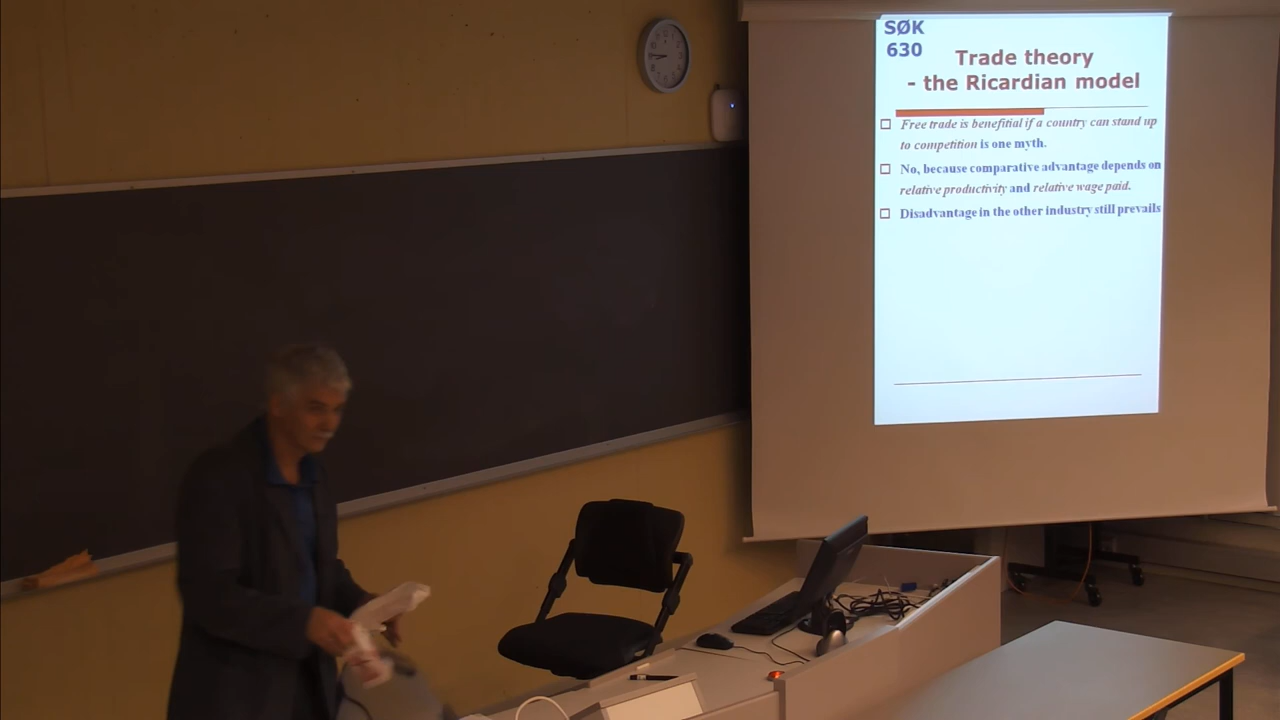 SØK
630
Trade theory
- the Ricardian model
Free trade is benefitial if a country can stand up
to competition is one myth.
No, because comparative advantage depends on
relative productivity and relative wage paid.
Disadvantage in the other industry still prevails